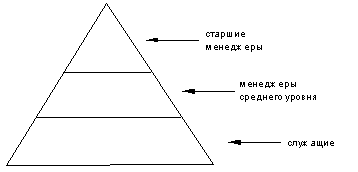 старшие
менеджеры
менеджеры
среднего уровня
служащие